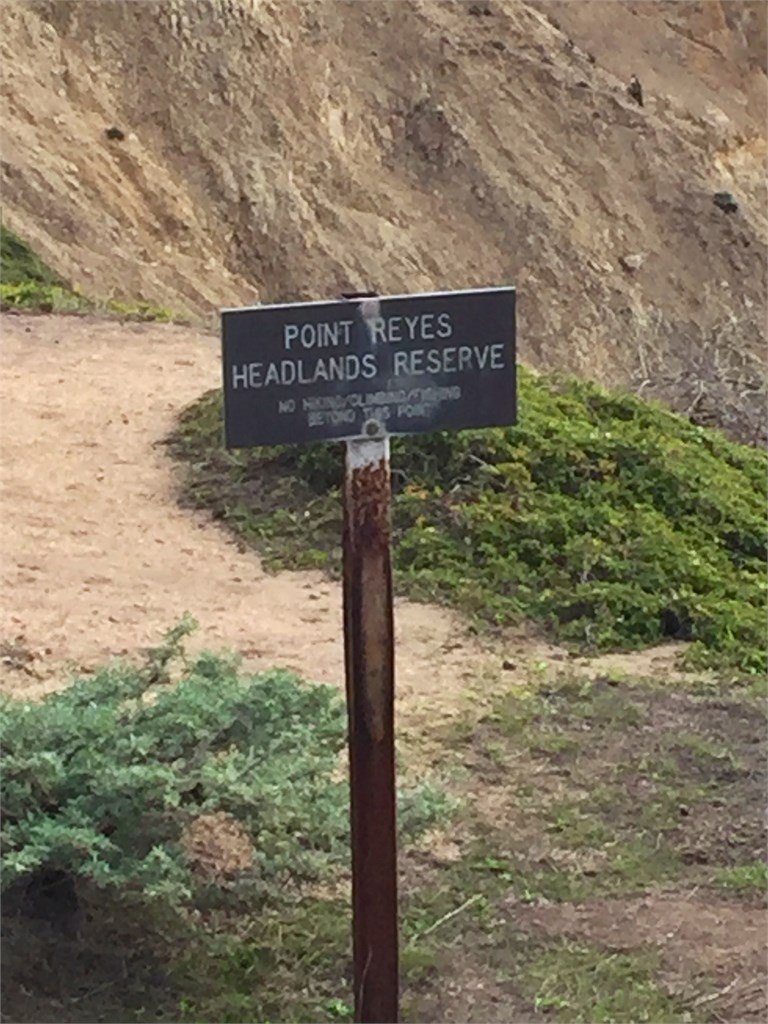 POINT REYES
HEADLANDS RESERVE
NO HIKING/CLIMBING/FISHING
BEYOND THIS POINT